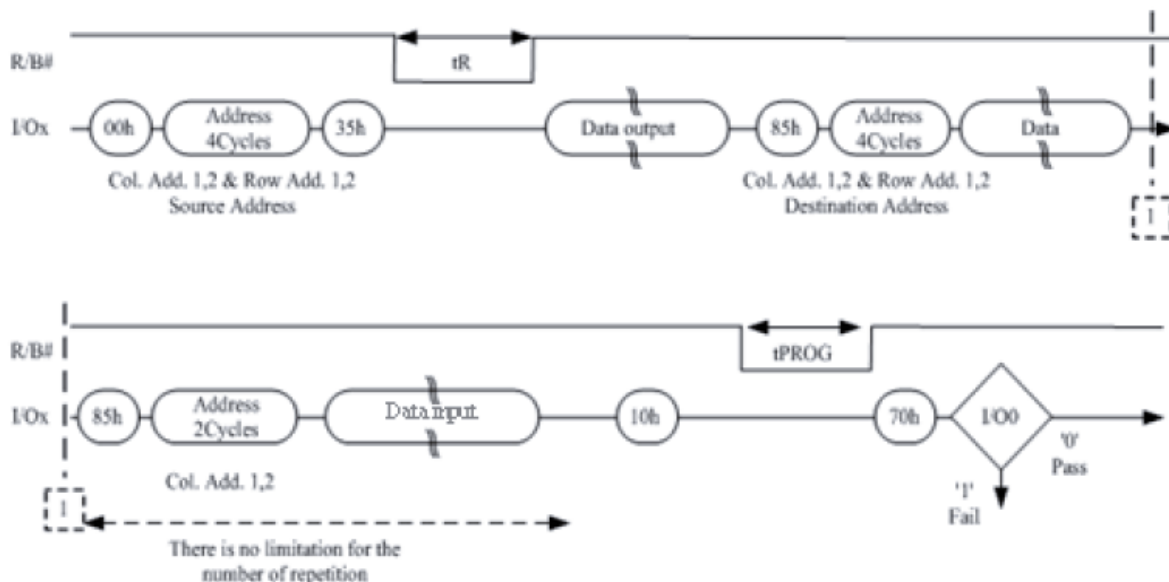 R/B#
tR
I/Ox
00h
Address
4Cycles
35h
Data output
85h
Address
4Cycles
Data
Col. Add. 1,2 & Row Add. 1,2
Source Address
Col. Add. 1,2 & Row Add. 1,2
Destination Address
1
R/B#
tPROG
I/Ox
85h
Address
2Cycles
Data input
10h
70h
I/O0
'0'
Pass
Col. Add. 1,2
'1'
Fail
1
There is no limitation for the
number of repetition